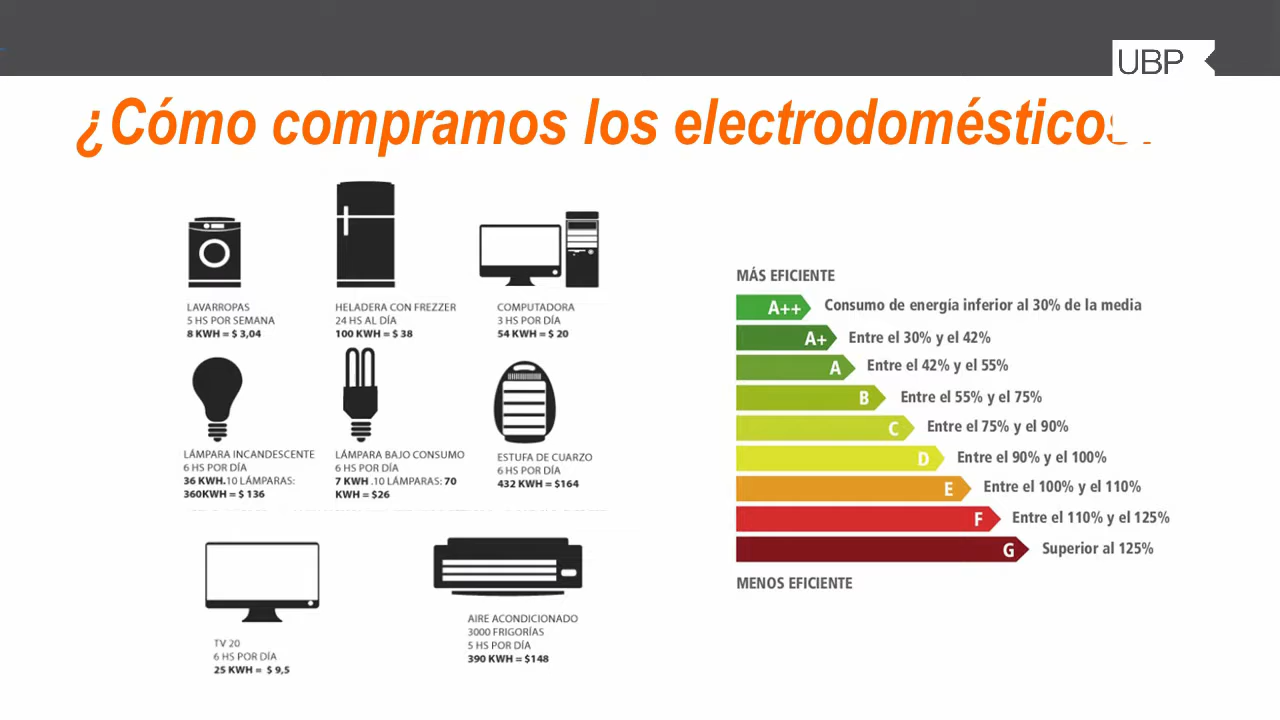 UBP
¿Cómo compramos los electrodomésticos?
LAVARROPAS
5 HS POR SEMANA
8 KWH = $ 3,04
HELADERA CON FREZZER
24 HS AL DÍA
100 KWH = $ 38
COMPUTADORA
3 HS POR DÍA
54 KWH = $ 20
LÁMPARA INCANDESCENTE
6 HS POR DÍA
36 KWH.10 LÁMPARAS:
360KWH = $ 136
LÁMPARA BAJO CONSUMO
6 HS POR DÍA
7 KWH .10 LÁMPARAS: 70
KWH = $26
ESTUFA DE CUARZO
6 HS POR DÍA
432 KWH = $164
TV 20
6 HS POR DÍA
25 KWH = $ 9,5
AIRE ACONDICIONADO
3000 FRIGORÍAS
5 HS POR DÍA
390 KWH = $148
MÁS EFICIENTE
A++ Consumo de energía inferior al 30% de la media
A+ Entre el 30% y el 42%
A Entre el 42% y el 55%
B Entre el 55% y el 75%
C Entre el 75% y el 90%
D Entre el 90% y el 100%
E Entre el 100% y el 110%
F Entre el 110% y el 125%
G Superior al 125%
MENOS EFICIENTE